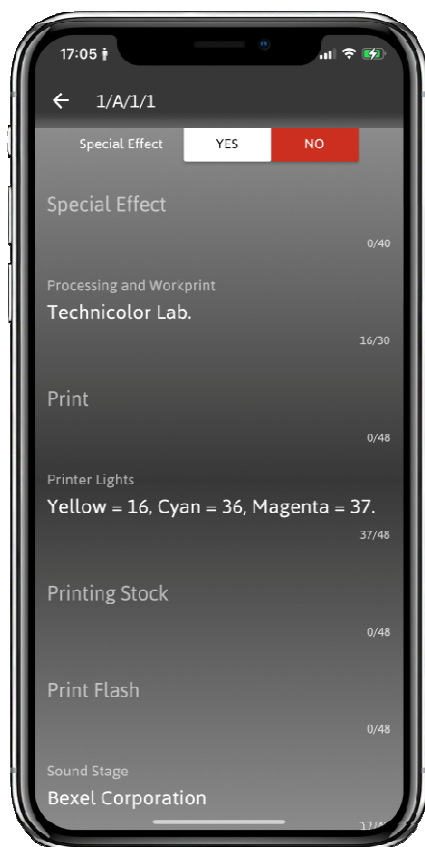 17:05
1/A/1/1
Special Effect YES NO
Special Effect
0/40
Processing and Workprint
Technicolor Lab.
16/30
Print
0/48
Printer Lights
Yellow = 16, Cyan = 36, Magenta = 37.
37/48
Printing Stock
0/48
Print Flash
0/48
Sound Stage
Bexel Corporation